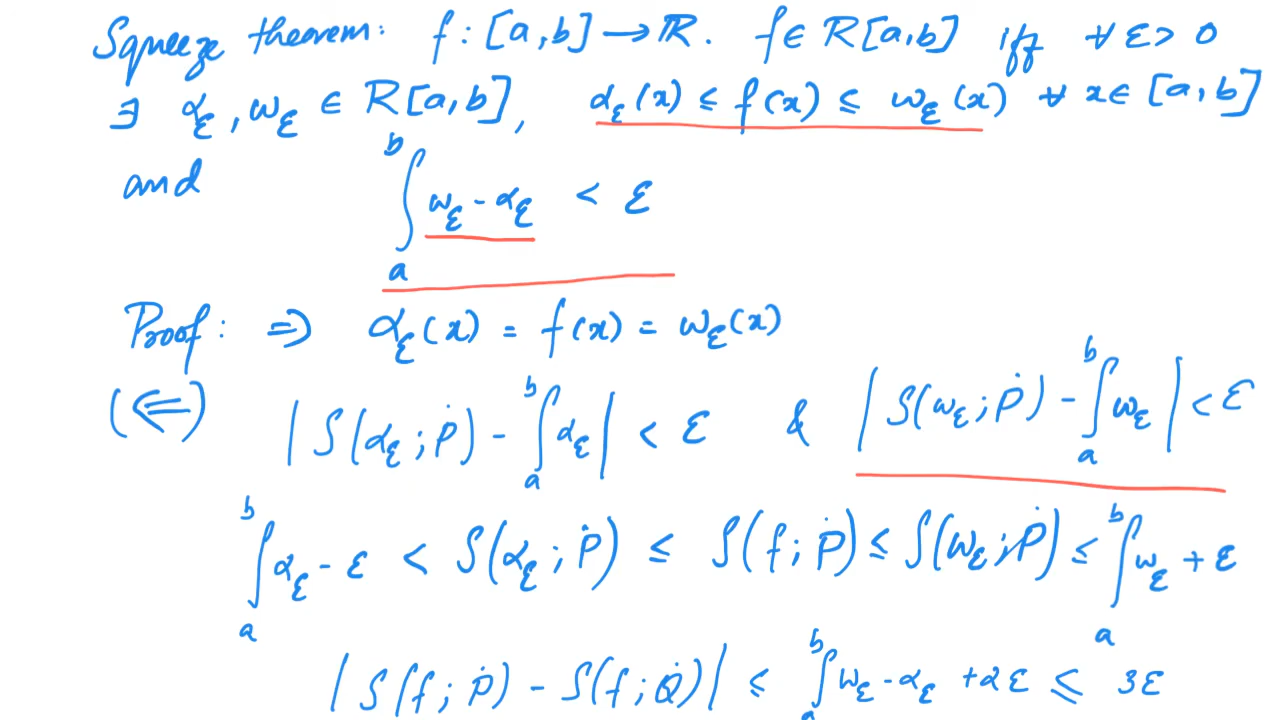 Squeeze theorem: f : [a,b] → ℝ. f ∈ R[a,b] iff ∀ ε > 0
∃ α_ε, ω_ε ∈ R[a,b], α_ε(x) ≤ f(x) ≤ ω_ε(x) ∀ x ∈ [a,b]
and ∫_a^b ω_ε - α_ε < ε
Proof: ⇒) α_ε(x) = f(x) = ω_ε(x)
(⇐) | S(α_ε; Ṗ) - ∫_a^b α_ε | < ε & | S(ω_ε; Ṗ) - ∫_a^b ω_ε | < ε
∫_a^b α_ε - ε < S(α_ε; Ṗ) ≤ S(f; Ṗ) ≤ S(ω_ε; Ṗ) ≤ ∫_a^b ω_ε + ε
| S(f; Ṗ) - S(f; Q̇) | ≤ ∫_a^b ω_ε - α_ε + 2ε ≤ 3ε